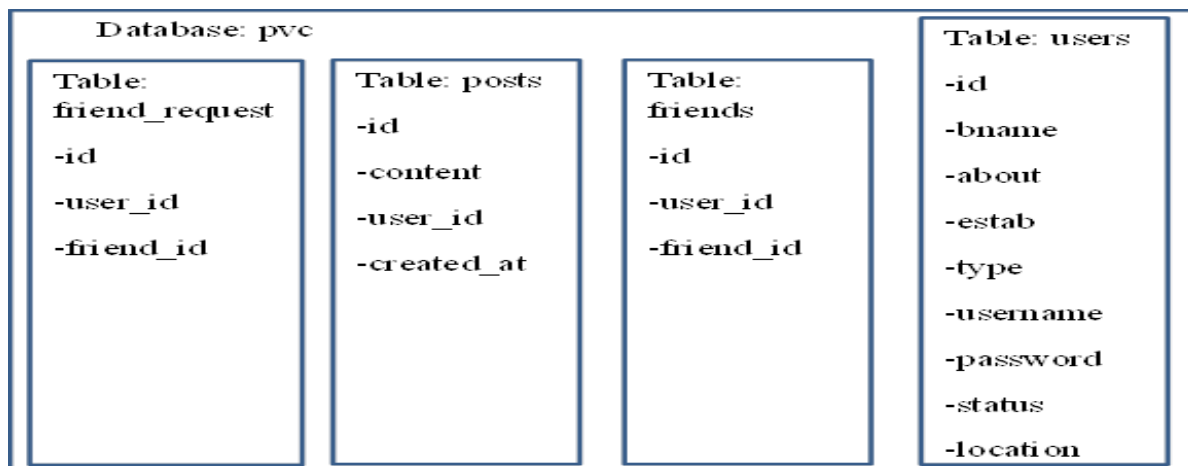 Database: pvc
Table:
friend_request
-id
-user_id
-friend_id
Table: posts
-id
-content
-user_id
-created_at
Table:
friends
-id
-user_id
-friend_id
Table: users
-id
-bname
-about
-estab
-type
-username
-password
-status
-location